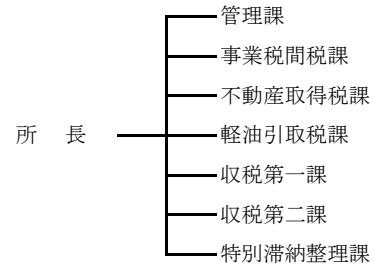 管理課
事業税間税課
不動産取得税課
所　長
軽油引取税課
収税第一課
収税第二課
特別滞納整理課